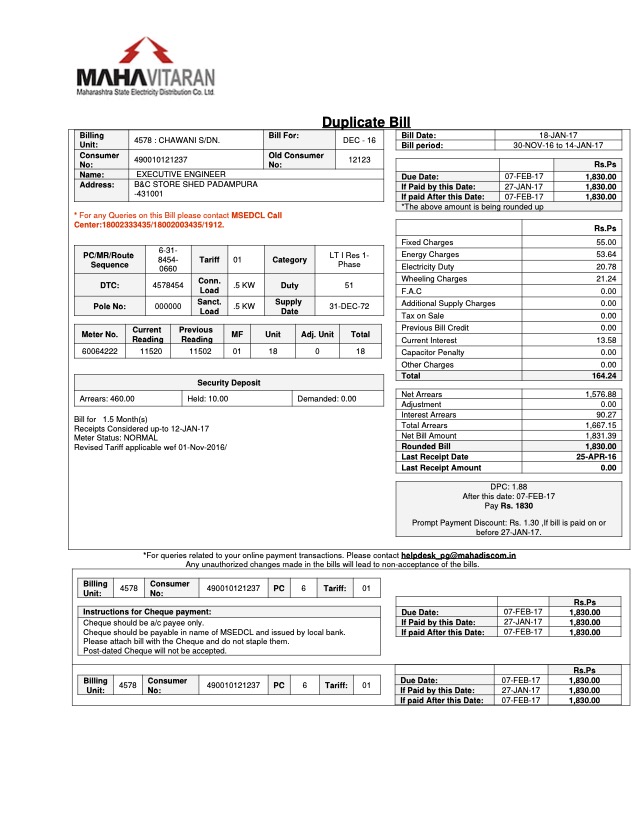 MAHAVITARAN
Maharashtra State Electricity Distribution Co. Ltd.
Duplicate Bill
Billing Unit: 4578 : CHAWANI S/DN. Bill For: DEC - 16
Consumer No: 490010121237 Old Consumer No: 12123
Name: EXECUTIVE ENGINEER
Address: B&C STORE SHED PADAMPURA
-431001
* For any Queries on this Bill please contact MSEDCL Call
Center:18002333435/18002003435/1912.
PC/MR/Route Sequence 6-31-8454-0660 Tariff 01 Category LT I Res 1-Phase
DTC: 4578454 Conn. Load .5 KW Duty 51
Pole No: 000000 Sanct. Load .5 KW Supply Date 31-DEC-72
Meter No. Current Reading Previous Reading MF Unit Adj. Unit Total
60064222 11520 11502 01 18 0 18
Security Deposit
Arrears: 460.00 Held: 10.00 Demanded: 0.00
Bill for 1.5 Month(s)
Receipts Considered up-to 12-JAN-17
Meter Status: NORMAL
Revised Tariff applicable wef 01-Nov-2016/
Bill Date: 18-JAN-17
Bill period: 30-NOV-16 to 14-JAN-17
Rs.Ps
Due Date: 07-FEB-17 1,830.00
If Paid by this Date: 27-JAN-17 1,830.00
If paid After this Date: 07-FEB-17 1,830.00
*The above amount is being rounded up
Rs.Ps
Fixed Charges 55.00
Energy Charges 53.64
Electricity Duty 20.78
Wheeling Charges 21.24
F.A.C 0.00
Additional Supply Charges 0.00
Tax on Sale 0.00
Previous Bill Credit 0.00
Current Interest 13.58
Capacitor Penalty 0.00
Other Charges 0.00
Total 164.24
Net Arrears 1,576.88
Adjustment 0.00
Interest Arrears 90.27
Total Arrears 1,667.15
Net Bill Amount 1,831.39
Rounded Bill 1,830.00
Last Receipt Date 25-APR-16
Last Receipt Amount 0.00
DPC: 1.88
After this date: 07-FEB-17
Pay Rs. 1830
Prompt Payment Discount: Rs. 1.30 ,If bill is paid on or
before 27-JAN-17.
*For queries related to your online payment transactions. Please contact helpdesk_pg@mahadiscom.in
Any unauthorized changes made in the bills will lead to non-acceptance of the bills.
Billing Unit: 4578 Consumer No: 490010121237 PC 6 Tariff: 01
Instructions for Cheque payment:
Cheque should be a/c payee only.
Cheque should be payable in name of MSEDCL and issued by local bank.
Please attach bill with the Cheque and do not staple them.
Post-dated Cheque will not be accepted.
Rs.Ps
Due Date: 07-FEB-17 1,830.00
If Paid by this Date: 27-JAN-17 1,830.00
If paid After this Date: 07-FEB-17 1,830.00
Billing Unit: 4578 Consumer No: 490010121237 PC 6 Tariff: 01
Rs.Ps
Due Date: 07-FEB-17 1,830.00
If Paid by this Date: 27-JAN-17 1,830.00
If Paid After this Date: 07-FEB-17 1,830.00